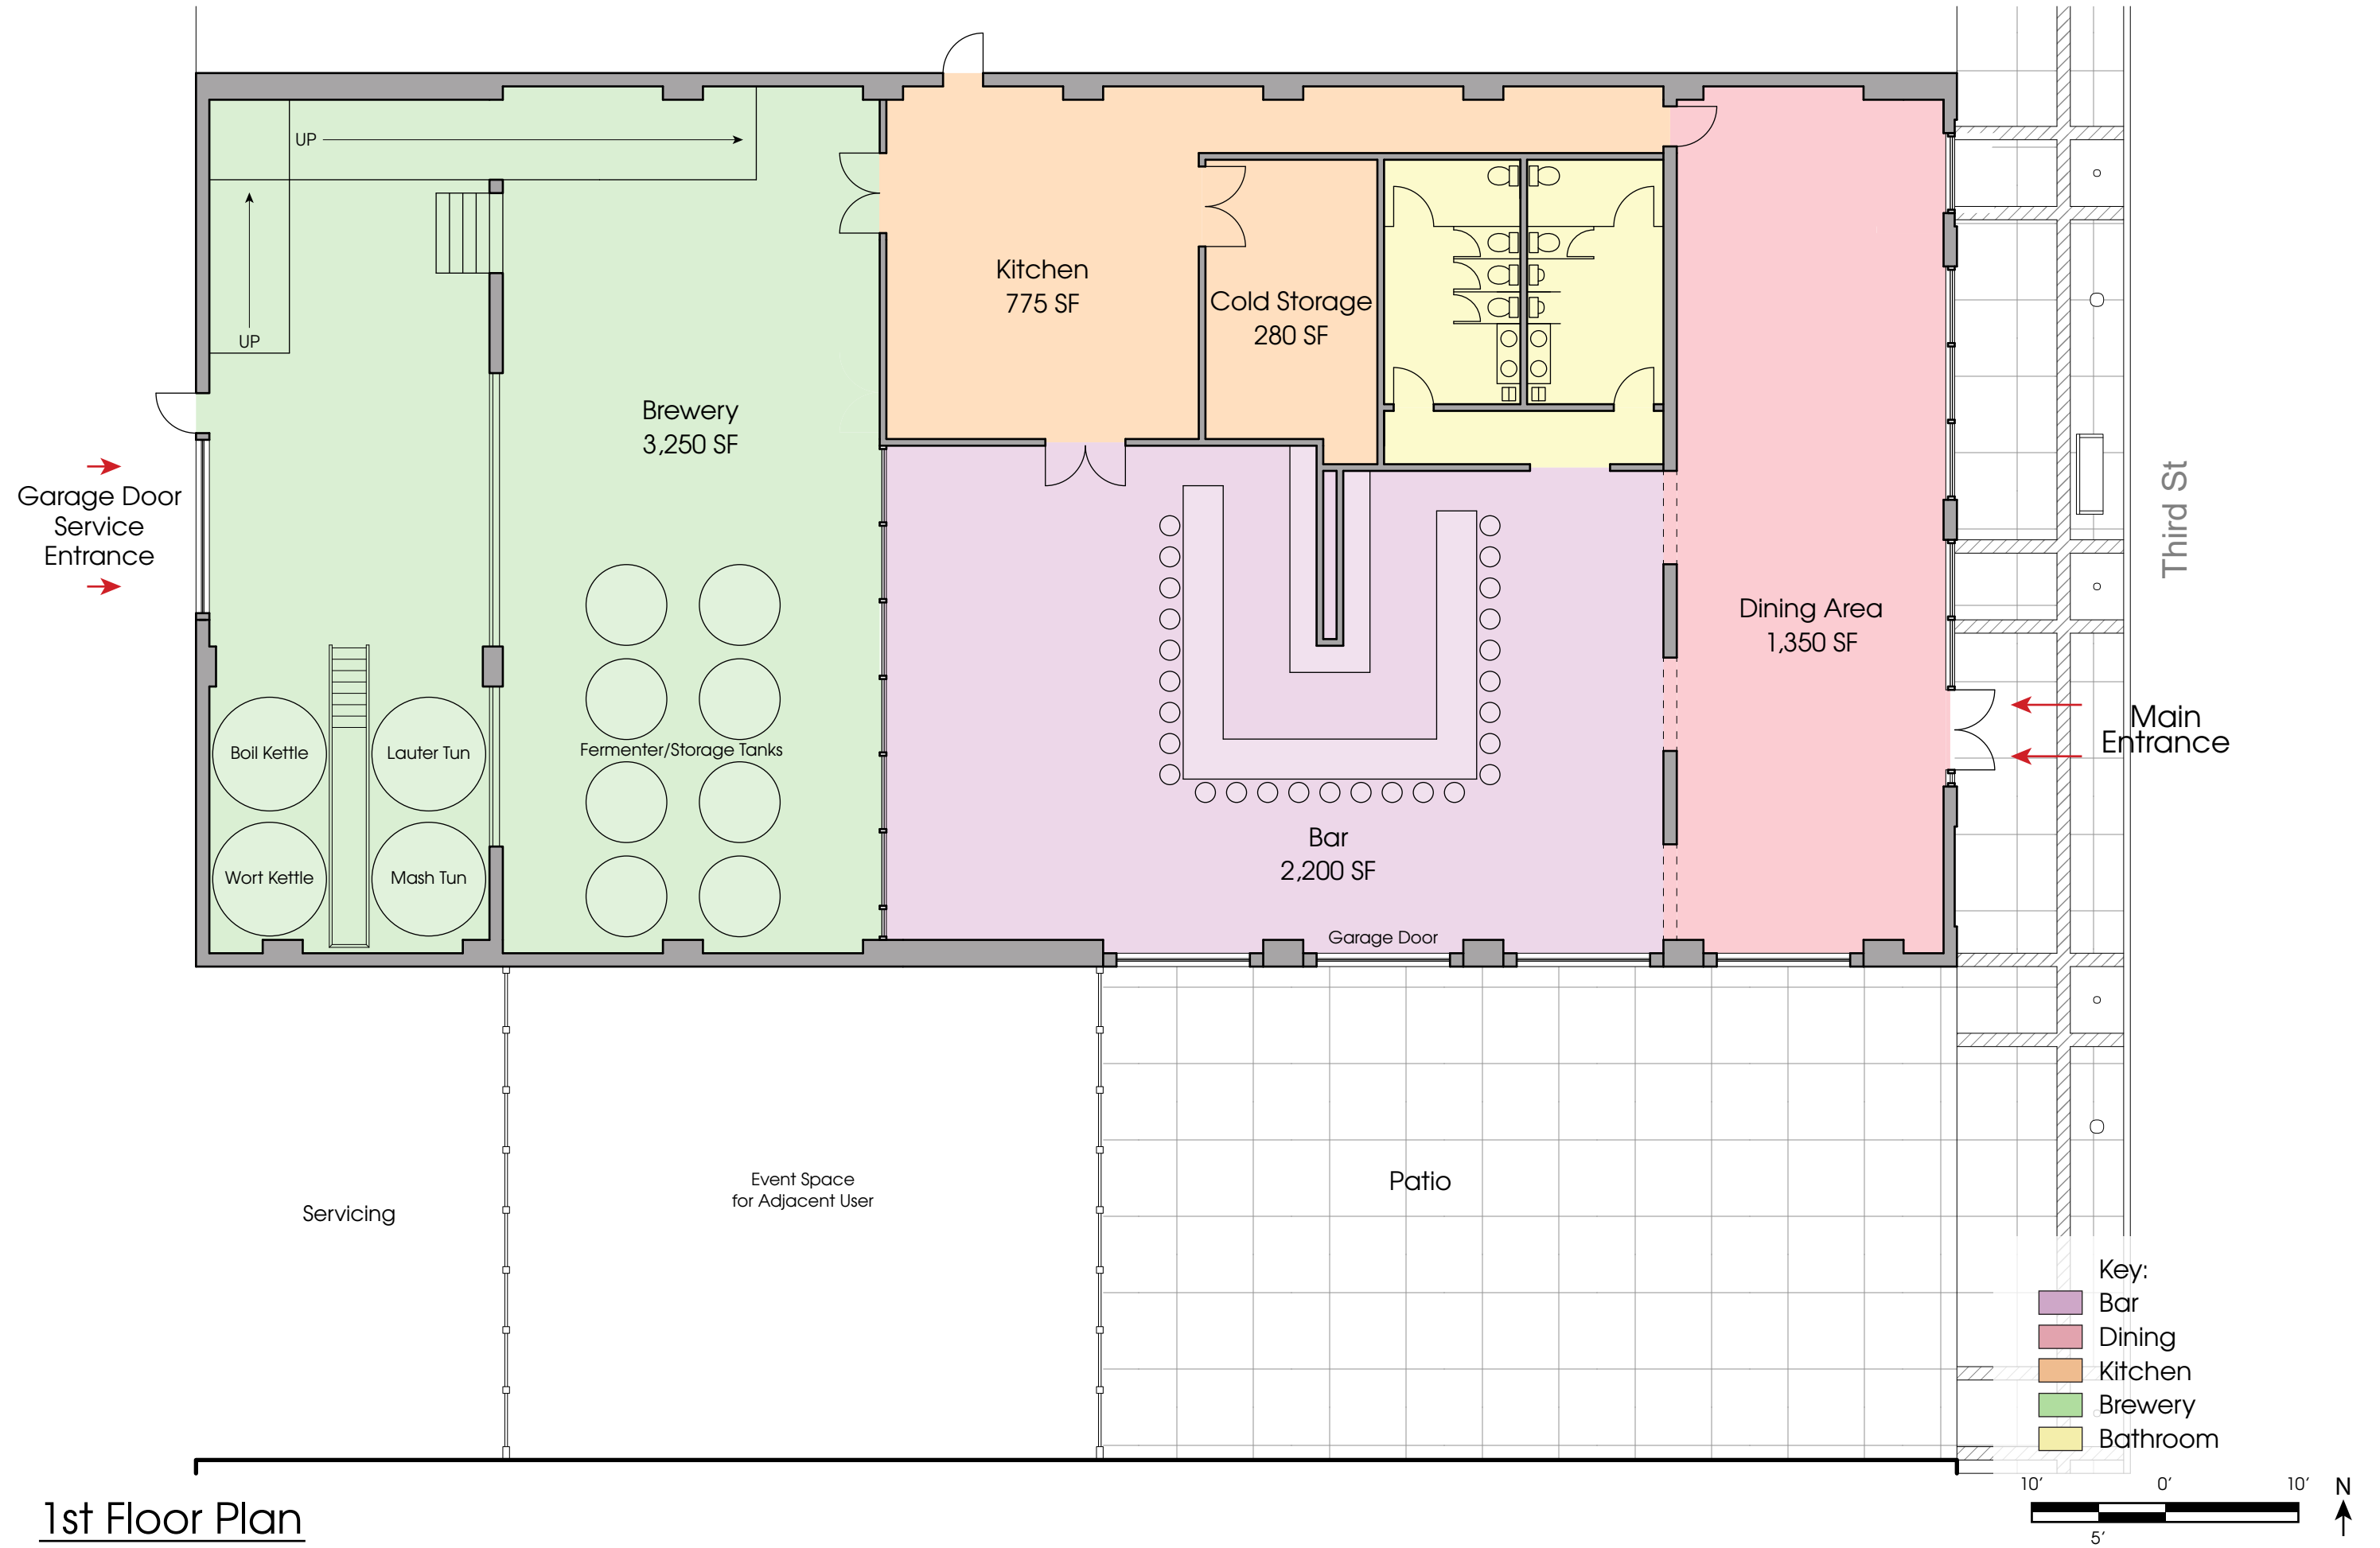 UP
UP
Kitchen
775 SF
Cold Storage
280 SF
Brewery
3,250 SF
Garage Door
Service
Entrance
Third St
Dining Area
1,350 SF
Main
Entrance
Boil Kettle
Lauter Tun
Fermenter/Storage Tanks
Wort Kettle
Mash Tun
Bar
2,200 SF
Garage Door
Servicing
Event Space
for Adjacent User
Patio
Key:
Bar
Dining
Kitchen
Brewery
Bathroom
1st Floor Plan
10'
0'
10'
5'
N